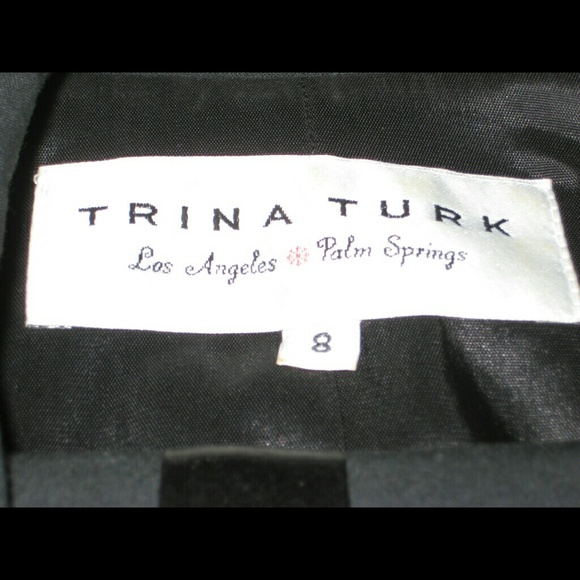 TRINA TURK
Los Angeles Palm Springs
8